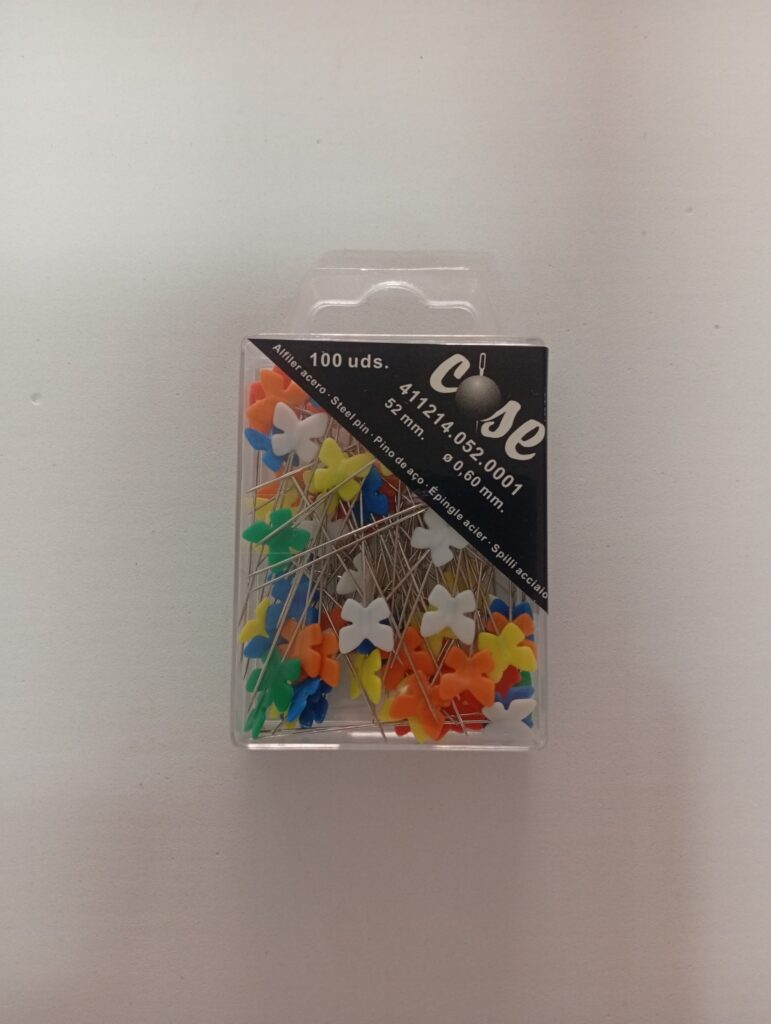 100 uds.
cose
411214.052.0001
52 mm. ø 0,60 mm.
Alfiler acero · Steel pin · Pino de aço · Épingle acier · Spilli acciaio